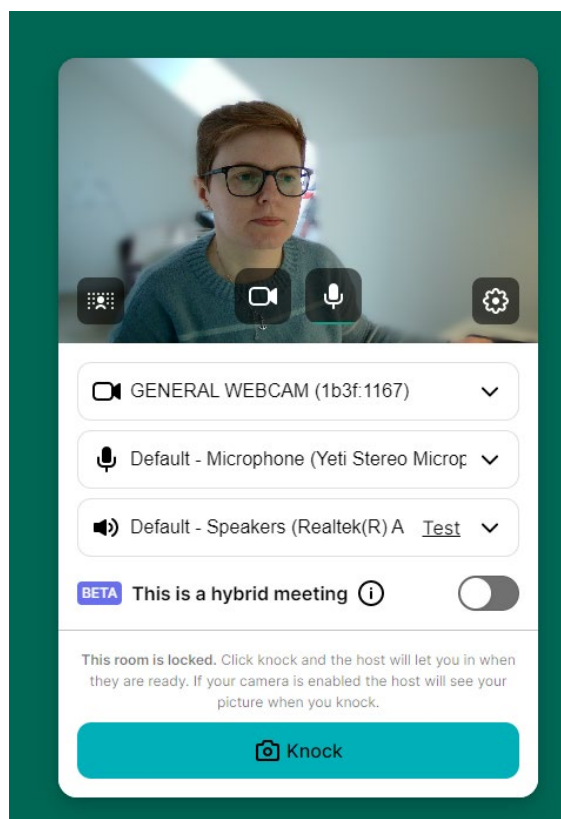 GENERAL WEBCAM (1b3f:1167)
Default - Microphone (Yeti Stereo Microp
Default - Speakers (Realtek(R) A Test
BETA This is a hybrid meeting
This room is locked. Click knock and the host will let you in when
they are ready. If your camera is enabled the host will see your
picture when you knock.
Knock